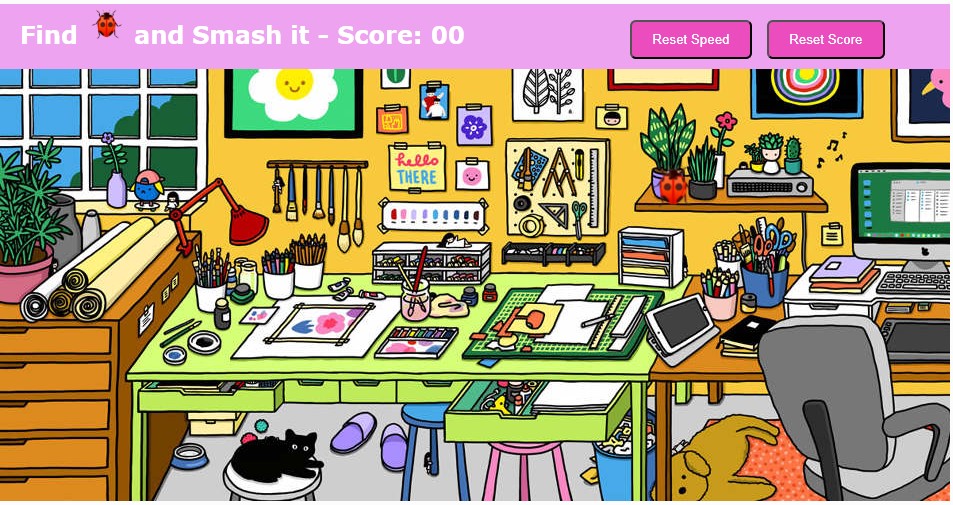 Find and Smash it - Score: 00
Reset Speed
Reset Score
hello
THERE